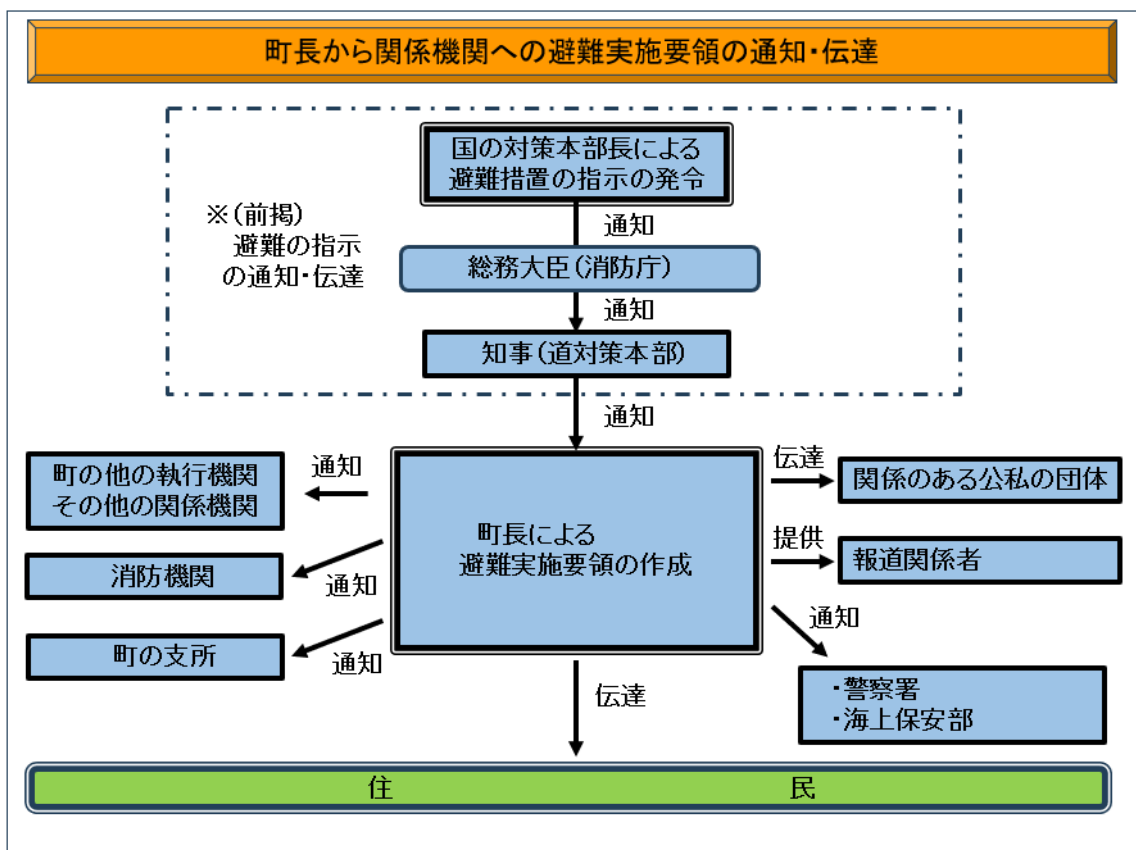 町長から関係機関への避難実施要領の通知・伝達
国の対策本部長による
避難措置の指示の発令
※(前掲)
避難の指示
の通知・伝達
通知
総務大臣(消防庁)
通知
知事(道対策本部)
通知
町の他の執行機関
その他の関係機関
通知
伝達
関係のある公私の団体
町長による
避難実施要領の作成
提供
報道関係者
消防機関
通知
通知
町の支所
通知
・警察署
・海上保安部
伝達
住 民